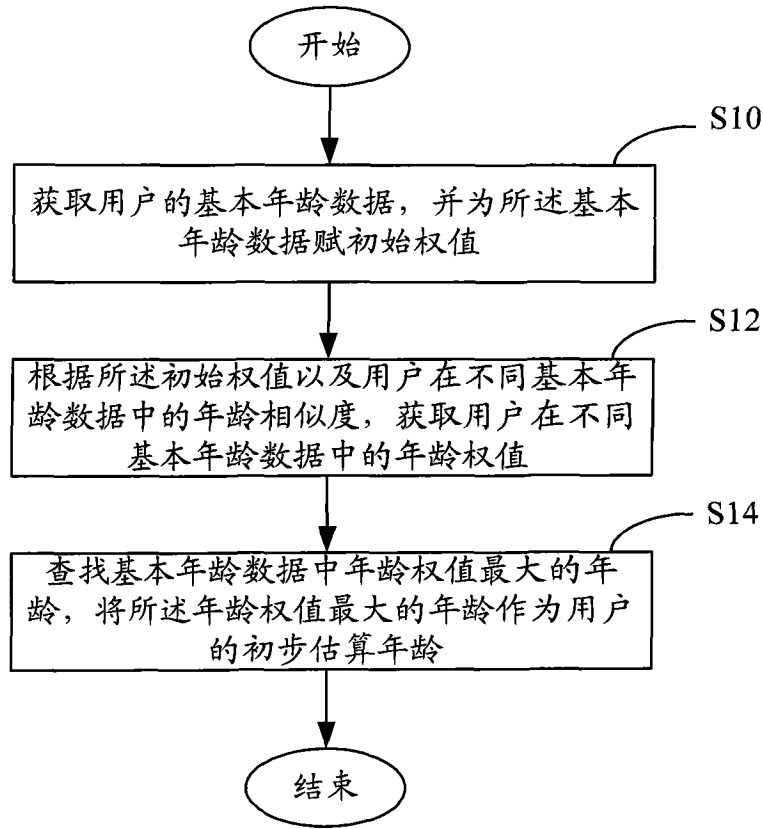 开始
S10
获取用户的基本年龄数据，并为所述基本
年龄数据赋初始权值
S12
根据所述初始权值以及用户在不同基本年
龄数据中的年龄相似度，获取用户在不同
基本年龄数据中的年龄权值
S14
查找基本年龄数据中年龄权值最大的年
龄，将所述年龄权值最大的年龄作为用户
的初步估算年龄
结束